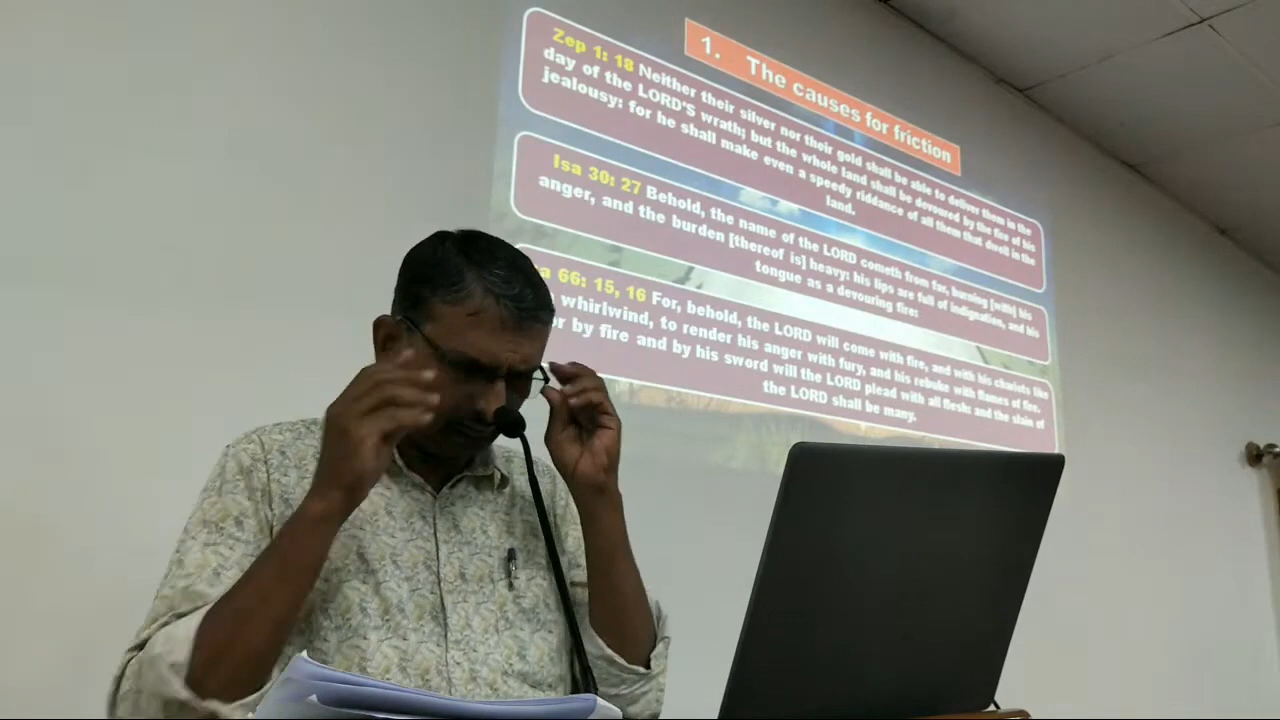 1. The causes for friction
Zep 1: 18 Neither their silver nor their gold shall be able to deliver them in the
day of the LORD'S wrath; but the whole land shall be devoured by the fire of his
jealousy: for he shall make even a speedy riddance of all them that dwell in the
land.
Isa 30: 27 Behold, the name of the LORD cometh from far, burning [with] his
anger, and the burden [thereof is] heavy: his lips are full of indignation, and his
tongue as a devouring fire:
66: 15, 16 For, behold, the LORD will come with fire, and with his chariots like
whirlwind, to render his anger with fury, and his rebuke with flames of fire.
by fire and by his sword will the LORD plead with all flesh: and the slain of
the LORD shall be many.